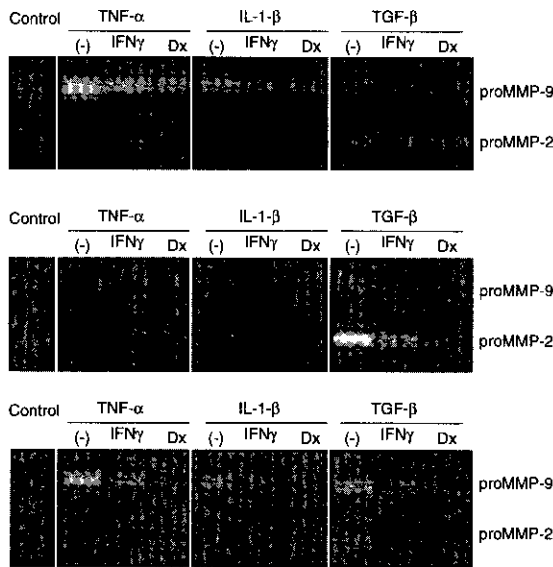 Control TNF-α IL-1-β TGF-β
(-) IFNγ Dx IFNγ (-) IFNγ Dx
proMMP-9
proMMP-2
Control TNF-α IL-1-β TGF-β
(-) IFNγ Dx (-) IFNγ Dx (-) IFNγ Dx
proMMP-9
proMMP-2
Control TNF-α IL-1-β TGF-β
(-) IFNγ Dx (-) IFNγ Dx (-) IFNγ Dx
proMMP-9
proMMP-2